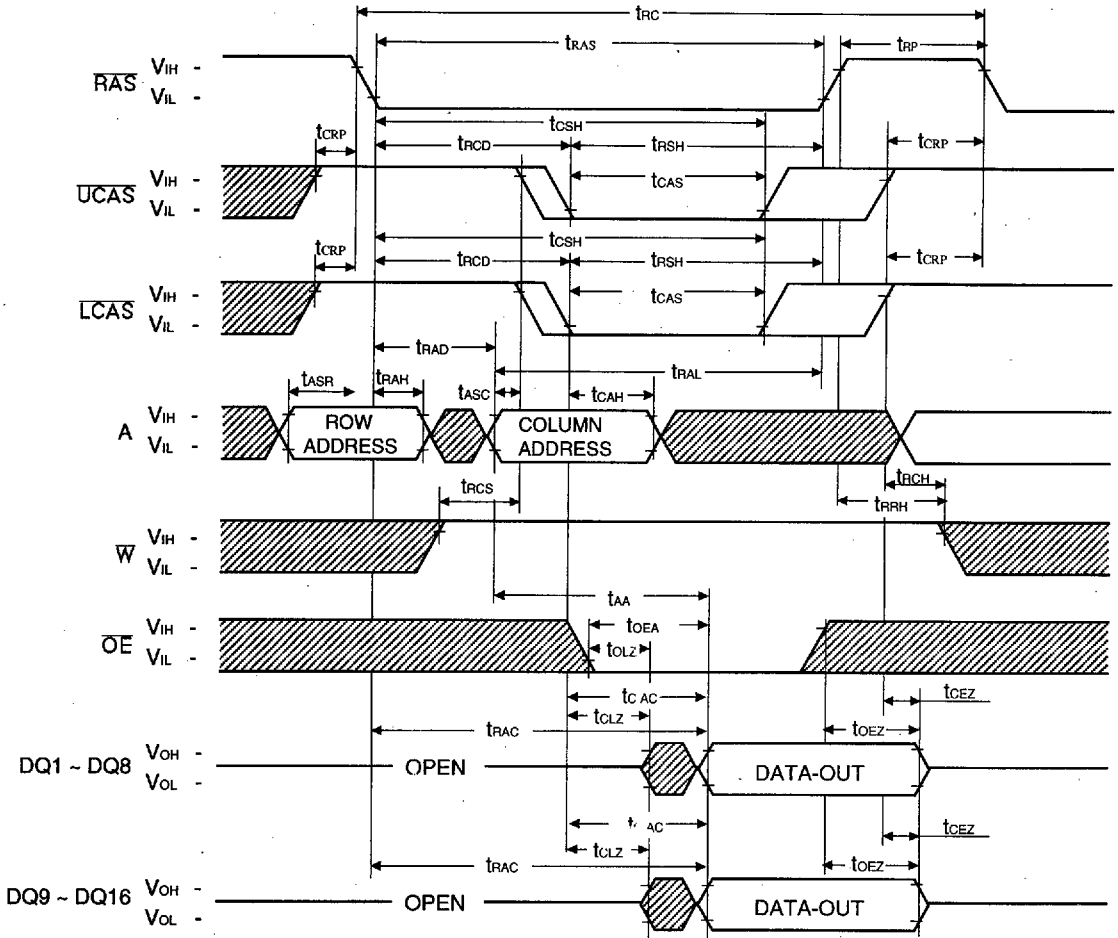 tRC
tRAS tRP
RAS VIH -
VIL -
tCSH
tCRP tRCD tRSH tCRP
UCAS VIH -
VIL -
tCAS
tCSH
tCRP tRCD tRSH tCRP
LCAS VIH -
VIL -
tCAS
tRAD tRAL
tASR tRAH tASC tCAH
A VIH -
VIL -
ROW ADDRESS
COLUMN ADDRESS
tRCS tRCH
tRRH
W VIH -
VIL -
tAA
OE VIH -
VIL -
tOEA
tOLZ
tCAC tCEZ
tCLZ
tRAC tOEZ
DQ1 ~ DQ8 VOH -
VOL -
OPEN DATA-OUT
AC tCEZ
tCLZ
tRAC tOEZ
DQ9 ~ DQ16 VOH -
VOL -
OPEN DATA-OUT